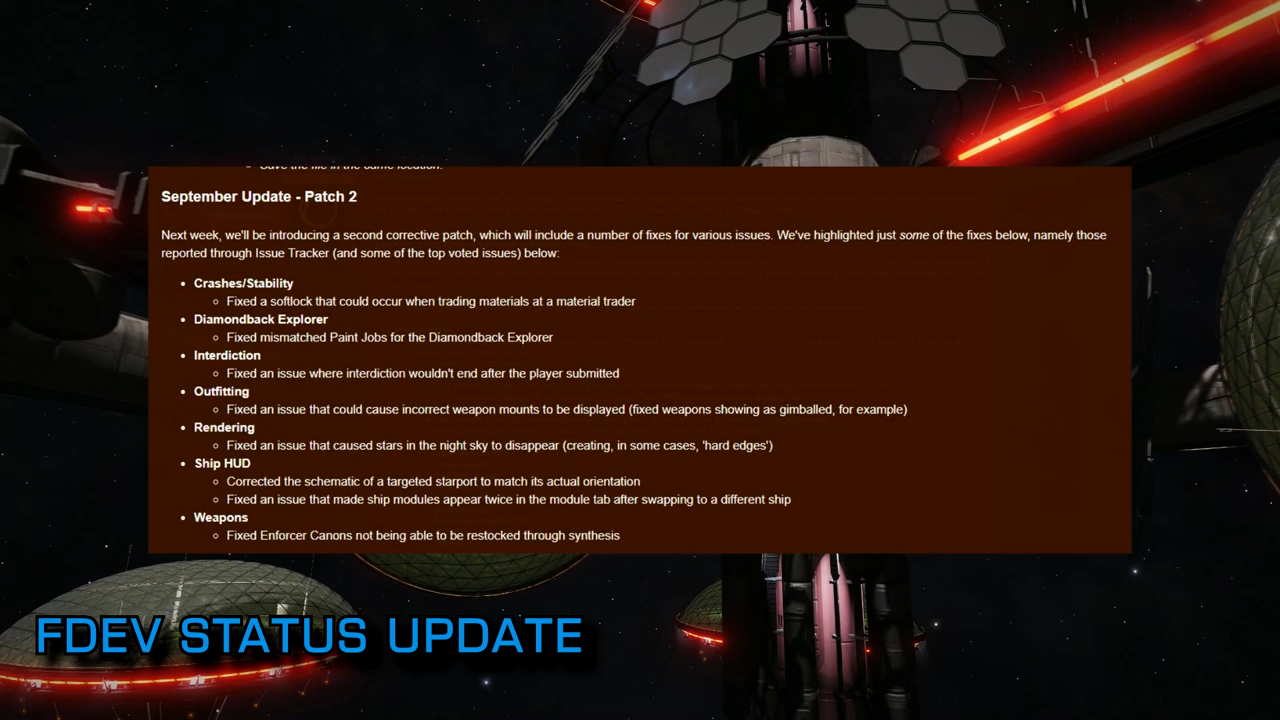 Save the file in the same location.
September Update - Patch 2
Next week, we'll be introducing a second corrective patch, which will include a number of fixes for various issues. We've highlighted just some of the fixes below, namely those
reported through Issue Tracker (and some of the top voted issues) below:
Crashes/Stability
Fixed a softlock that could occur when trading materials at a material trader
Diamondback Explorer
Fixed mismatched Paint Jobs for the Diamondback Explorer
Interdiction
Fixed an issue where interdiction wouldn't end after the player submitted
Outfitting
Fixed an issue that could cause incorrect weapon mounts to be displayed (fixed weapons showing as gimballed, for example)
Rendering
Fixed an issue that caused stars in the night sky to disappear (creating, in some cases, 'hard edges')
Ship HUD
Corrected the schematic of a targeted starport to match its actual orientation
Fixed an issue that made ship modules appear twice in the module tab after swapping to a different ship
Weapons
Fixed Enforcer Canons not being able to be restocked through synthesis
FDEV STATUS UPDATE